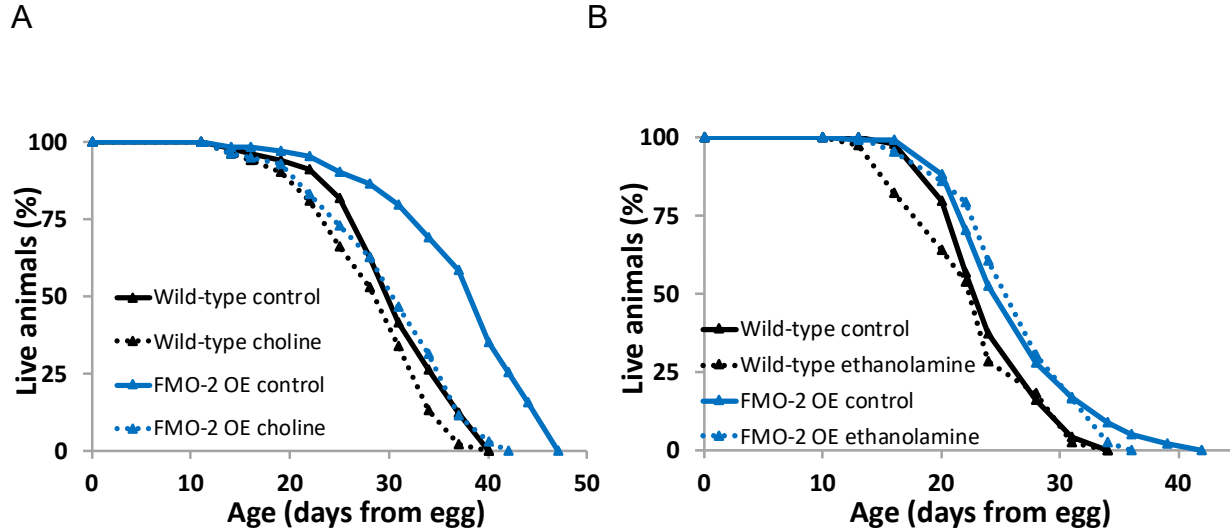 A
Live animals (%)
100
75
50
25
0
Wild-type control
Wild-type choline
FMO-2 OE control
FMO-2 OE choline
0 10 20 30 40 50
Age (days from egg)
B
Live animals (%)
100
75
50
25
0
Wild-type control
Wild-type ethanolamine
FMO-2 OE control
FMO-2 OE ethanolamine
0 10 20 30 40
Age (days from egg)